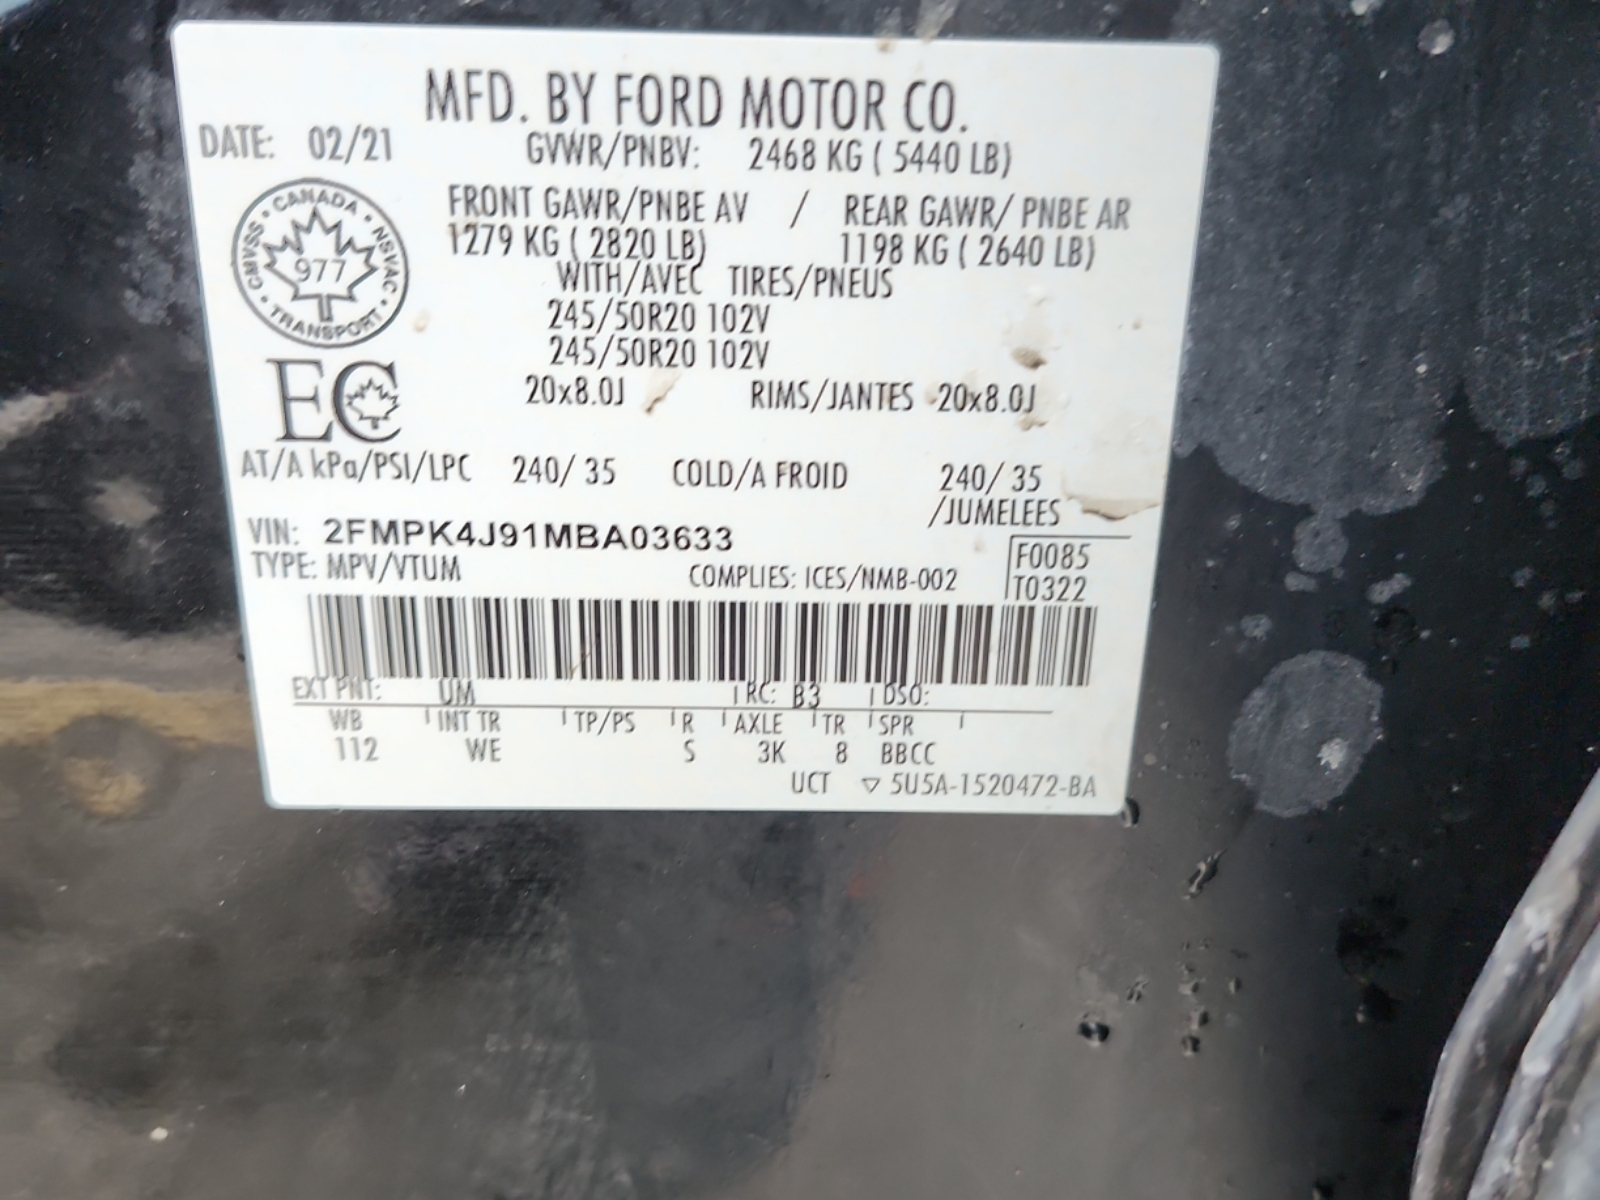 MFD. BY FORD MOTOR CO.
DATE: 02/21 GVWR/PNBV: 2468 KG ( 5440 LB)
FRONT GAWR/PNBE AV / REAR GAWR/ PNBE AR
1279 KG ( 2820 LB) 1198 KG ( 2640 LB)
WITH/AVEC TIRES/PNEUS
245/50R20 102V
245/50R20 102V
20x8.0J RIMS/JANTES 20x8.0J
CANADA
CMVSS • NSVAC
977
TRANSPORT
EC
AT/A kPa/PSI/LPC 240/ 35 COLD/A FROID 240/ 35
/JUMELEES
VIN: 2FMPK4J91MBA03633
TYPE: MPV/VTUM COMPLIES: ICES/NMB-002
F0085
T0322
EXT PNT: UM RC: B3 DSO:
WB INT TR TP/PS R AXLE TR SPR
112 WE S 3K 8 BBCC
UCT ▽ 5U5A-1520472-BA